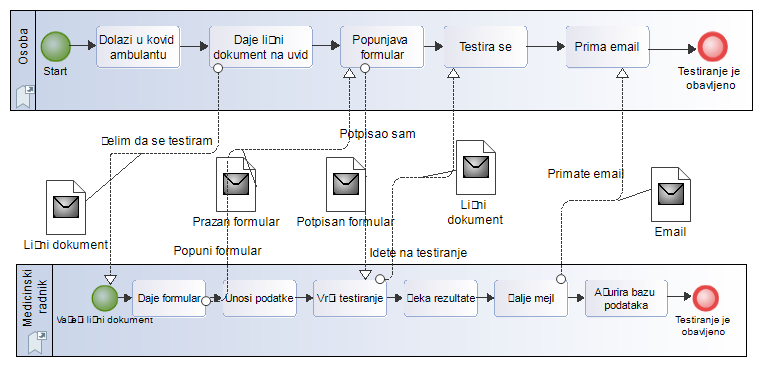 Osoba
Start
Dolazi u kovid
ambulantu
Daje li□ni
dokument na uvid
Popunjava
formular
Testira se
Prima email
Testiranje je
obavljeno
□elim da se testiram
Potpisao sam
Li□ni dokument
Prazan formular
Potpisan formular
Li□ni
dokument
Primate email
Email
Popuni formular
Idete na testiranje
Medicinski
radnik
Va□e□i li□ni dokument
Daje formular
Unosi podatke
Vr□i testiranje
□eka rezultate
□alje mejl
A□urira bazu
podataka
Testiranje je
obavljeno